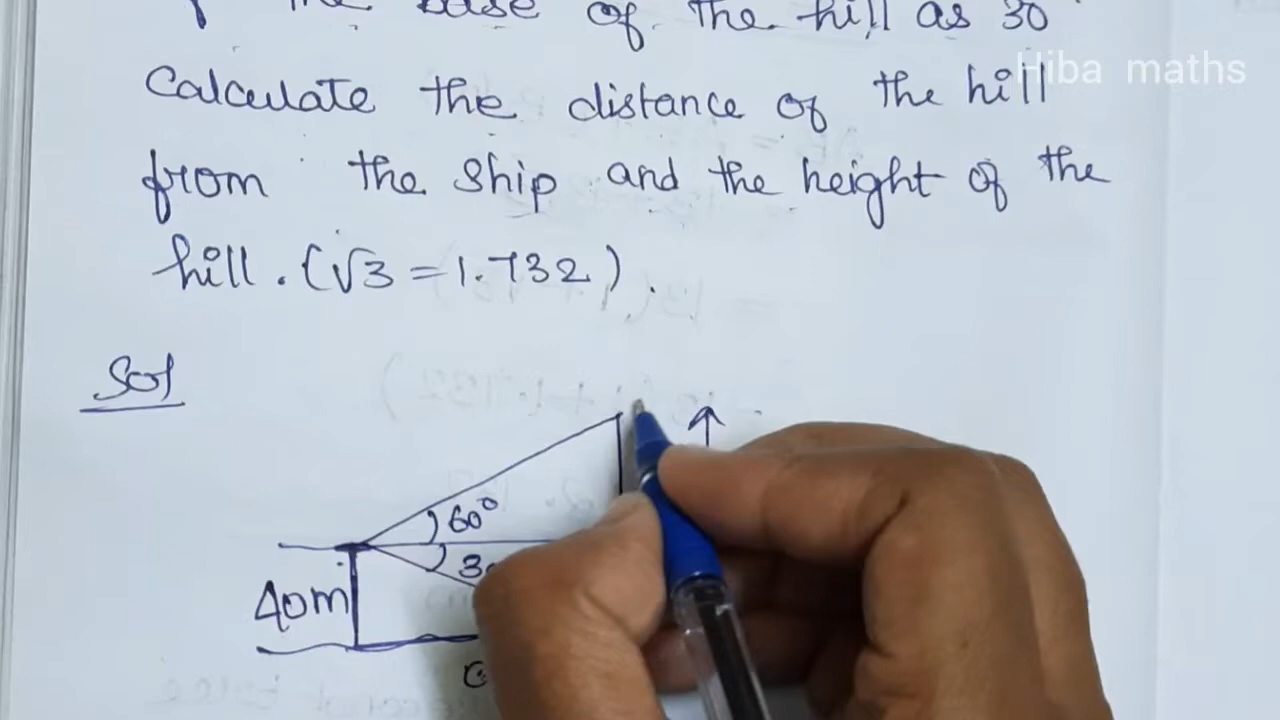 the base of the hill as 30°
Calculate the distance of the hill
from the ship and the height of the
hill. (√3 = 1.732).
Hiba maths
Sol
60°
40m